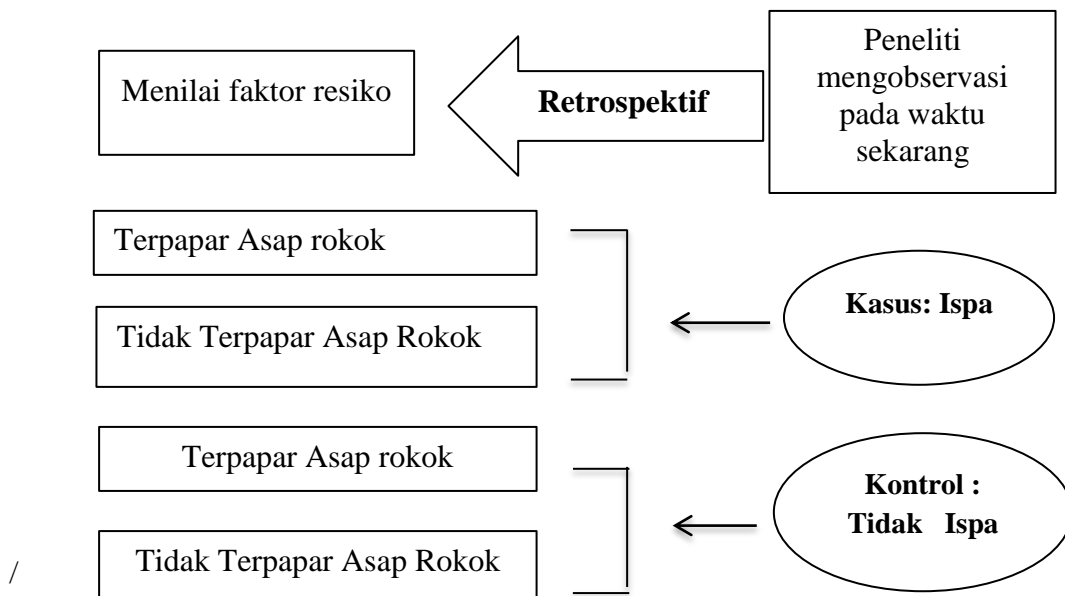 Menilai faktor resiko
Retrospektif
Peneliti
mengobservasi
pada waktu
sekarang
Terpapar Asap rokok
Tidak Terpapar Asap Rokok
Kasus: Ispa
Terpapar Asap rokok
Tidak Terpapar Asap Rokok
Kontrol :
Tidak Ispa
/